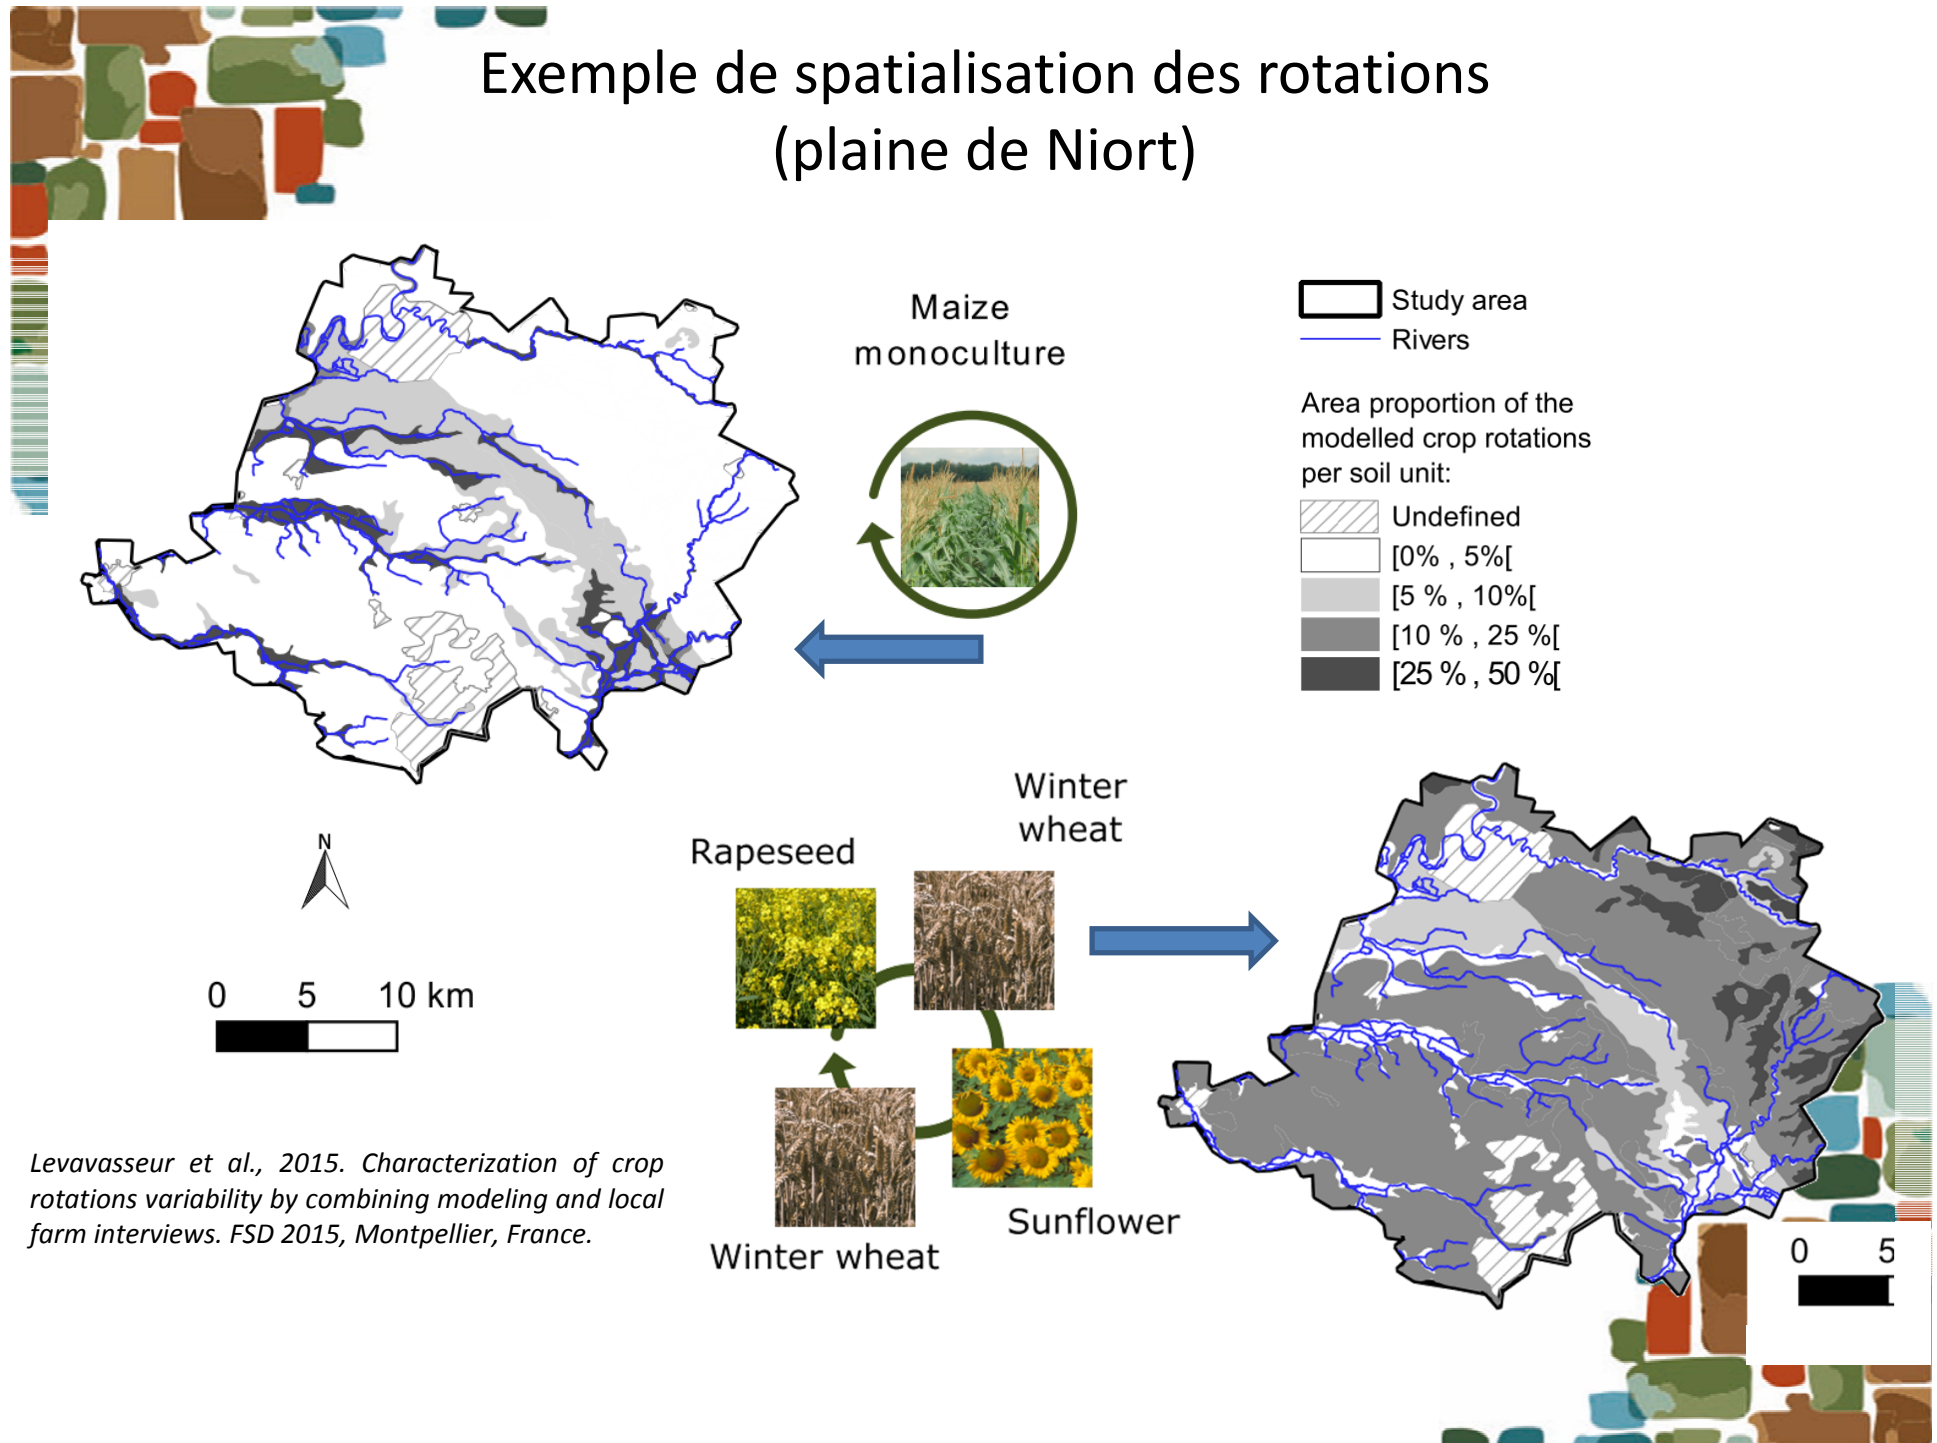 Exemple de spatialisation des rotations
(plaine de Niort)
Maize
monoculture
Study area
Rivers
Area proportion of the
modelled crop rotations
per soil unit:
Undefined
[0% , 5%[
[5 % , 10%[
[10 % , 25 %[
[25 % , 50 %[
N
0 5 10 km
Rapeseed
Winter
wheat
Sunflower
Winter wheat
Levavasseur et al., 2015. Characterization of crop
rotations variability by combining modeling and local
farm interviews. FSD 2015, Montpellier, France.
0 5